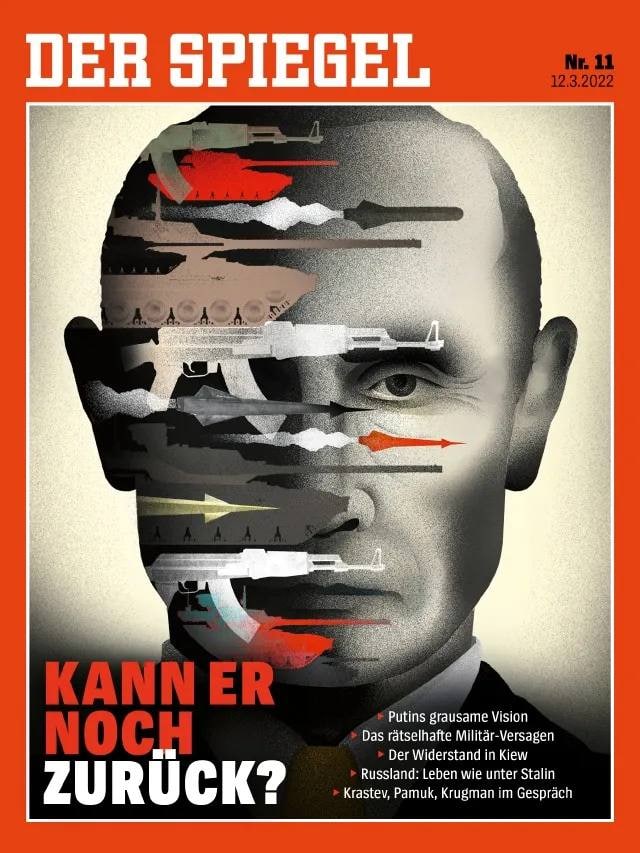 DER SPIEGEL
Nr. 11
12.3.2022
KANN ER
NOCH
ZURÜCK?
Putins grausame Vision
Das rätselhafte Militär-Versagen
Der Widerstand in Kiew
Russland: Leben wie unter Stalin
Krastev, Pamuk, Krugman im Gespräch